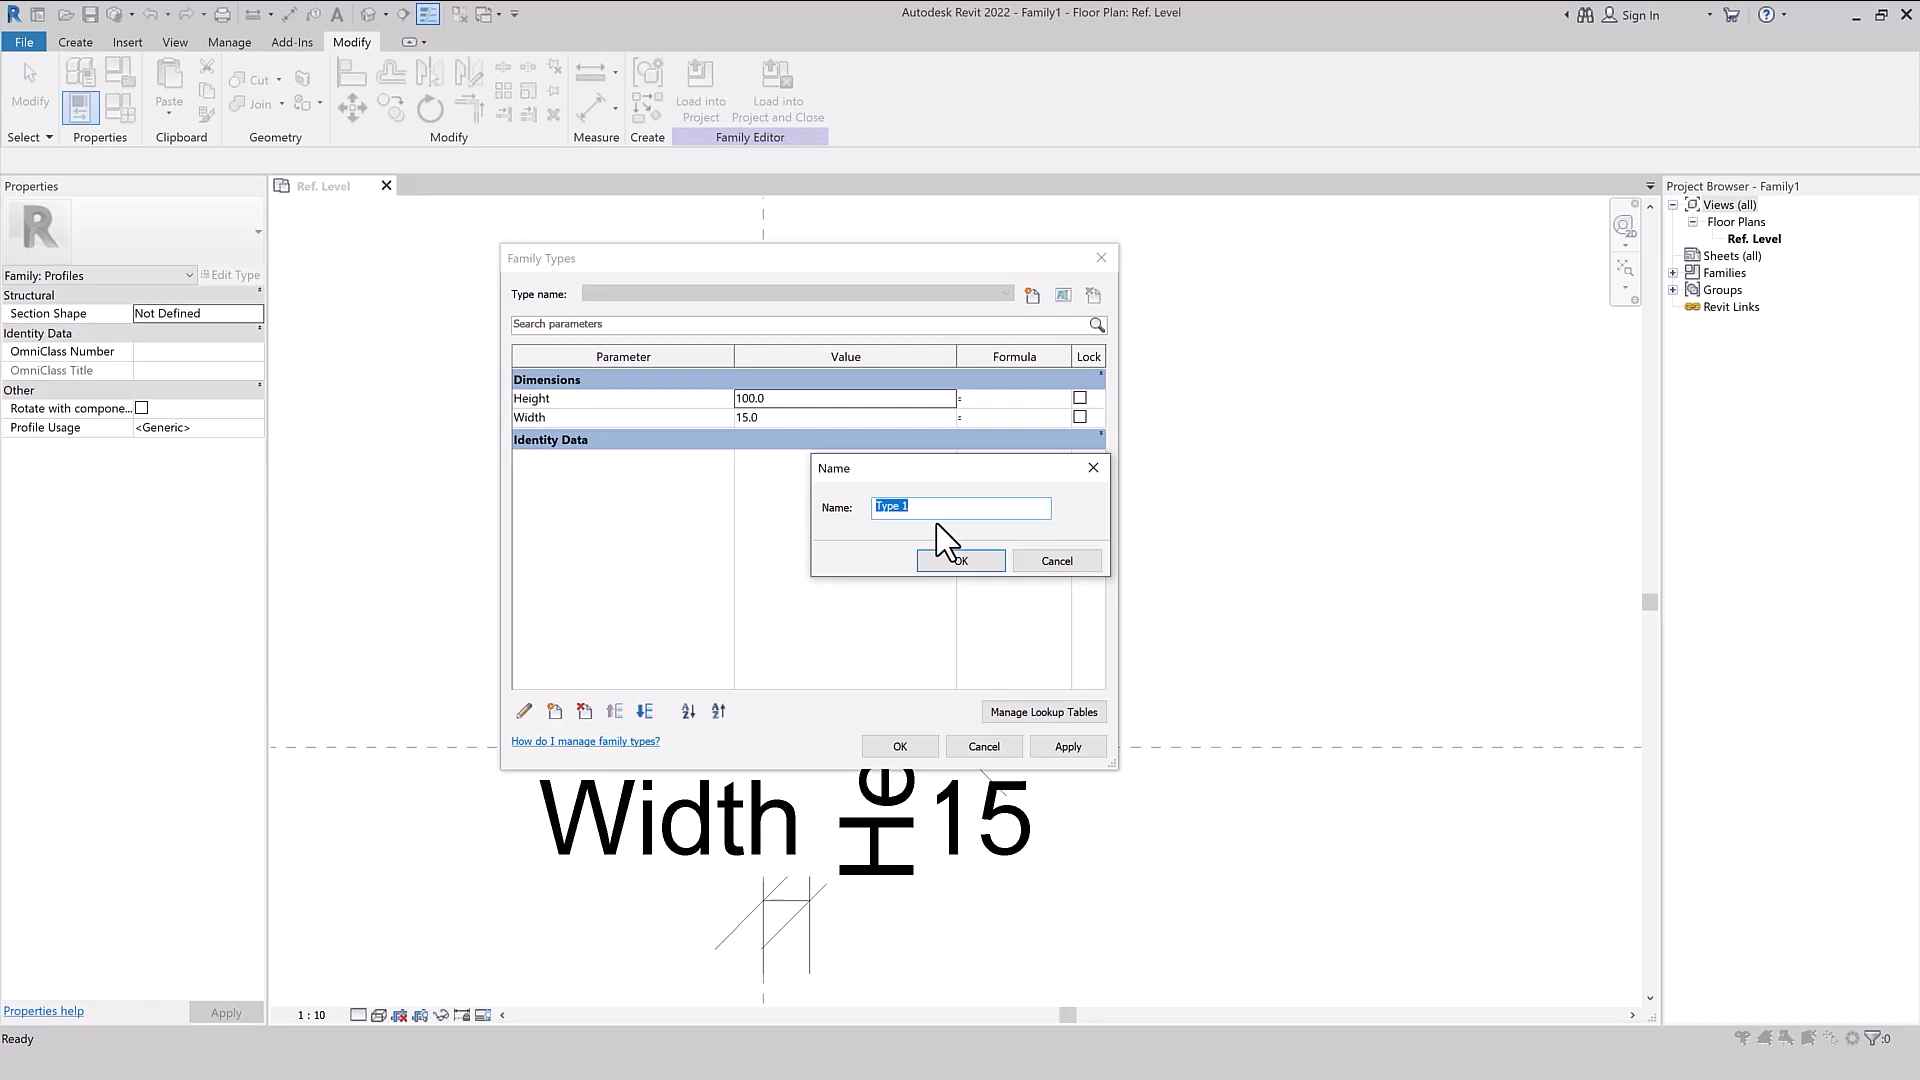 Autodesk Revit 2022 - Family1 - Floor Plan: Ref. Level
Sign In
File Create Insert View Manage Add-Ins Modify
Modify
Paste
Cut
Join
Load into Project
Load into Project and Close
Select Properties Clipboard Geometry Modify Measure Create Family Editor
Properties
Ref. Level
Project Browser - Family1
Family: Profiles
Edit Type
Structural
Section Shape Not Defined
Identity Data
OmniClass Number
OmniClass Title
Other
Rotate with compone...
Profile Usage <Generic>
Properties help
Apply
Ready
Family Types
Type name:
Search parameters
Parameter Value Formula Lock
Dimensions
Height 100.0 =
Width 15.0 =
Identity Data
Name
Name: Type 1
OK Cancel
Manage Lookup Tables
How do I manage family types?
OK Cancel Apply
Width
He
15
1 : 10
Views (all)
Floor Plans
Ref. Level
Sheets (all)
Families
Groups
Revit Links
:0